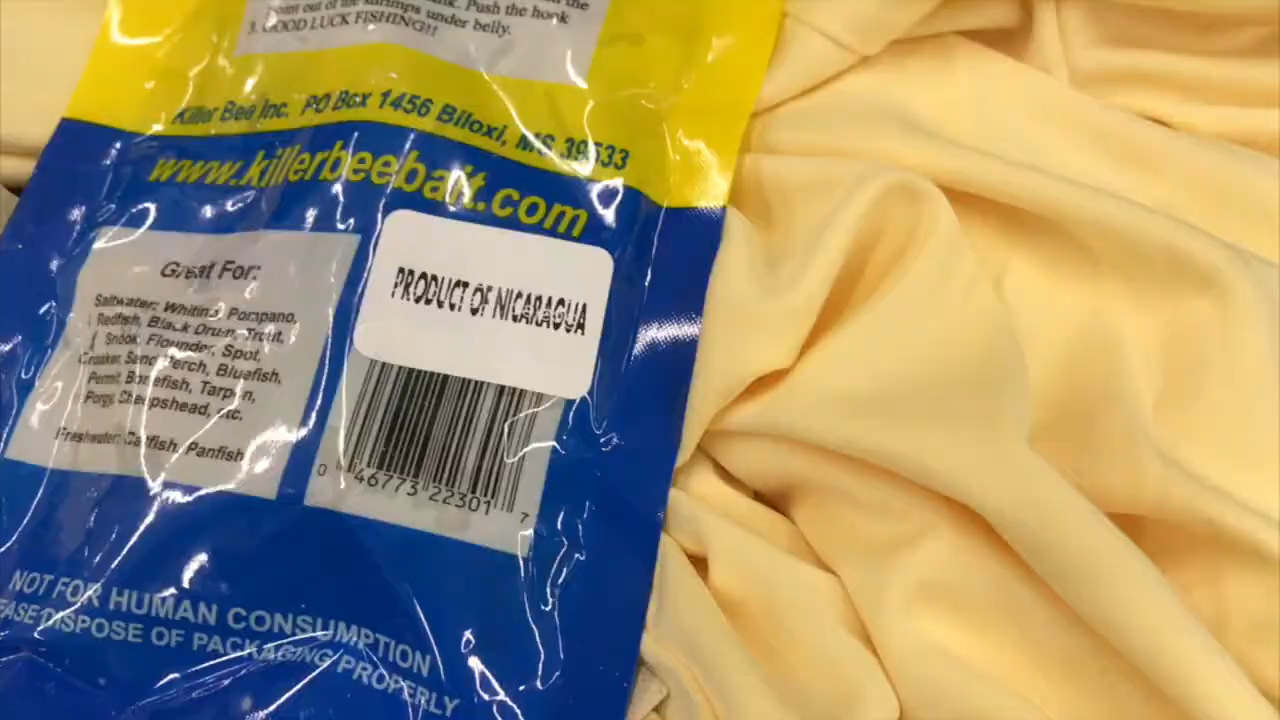 point out of the shrimps under belly. Push the hook
3. GOOD LUCK FISHING!!
Killer Bee Inc. PO Box 1456 Biloxi, MS 39533
www.killerbeebait.com
Great For:
Saltwater: Whiting, Pompano,
Redfish, Black Drum, Trout,
Snook, Flounder, Spot,
Croaker, Sand Perch, Bluefish,
Permit, Bonefish, Tarpon,
Porgy, Sheepshead, etc.
Freshwater: Catfish, Panfish
PRODUCT OF NICARAGUA
0 46773 22301 7
NOT FOR HUMAN CONSUMPTION
EASE DISPOSE OF PACKAGING PROPERLY